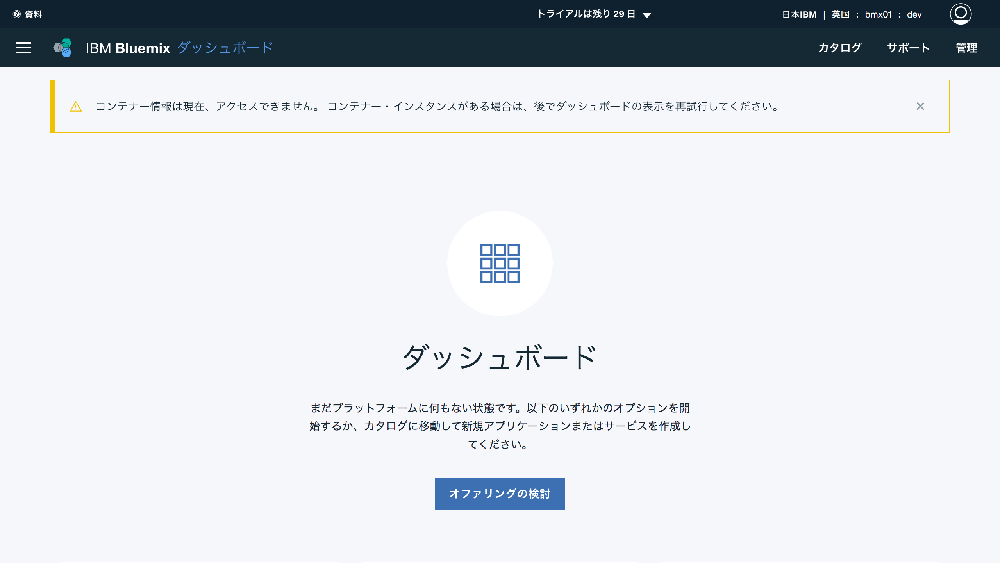 資料
トライアルは残り 29 日
日本IBM | 英国 : bmx01 : dev
IBM Bluemix ダッシュボード
カタログ サポート 管理
コンテナー情報は現在、アクセスできません。 コンテナー・インスタンスがある場合は、後でダッシュボードの表示を再試行してください。
ダッシュボード
まだプラットフォームに何もない状態です。以下のいずれかのオプションを開
始するか、カタログに移動して新規アプリケーションまたはサービスを作成し
てください。
オファリングの検討